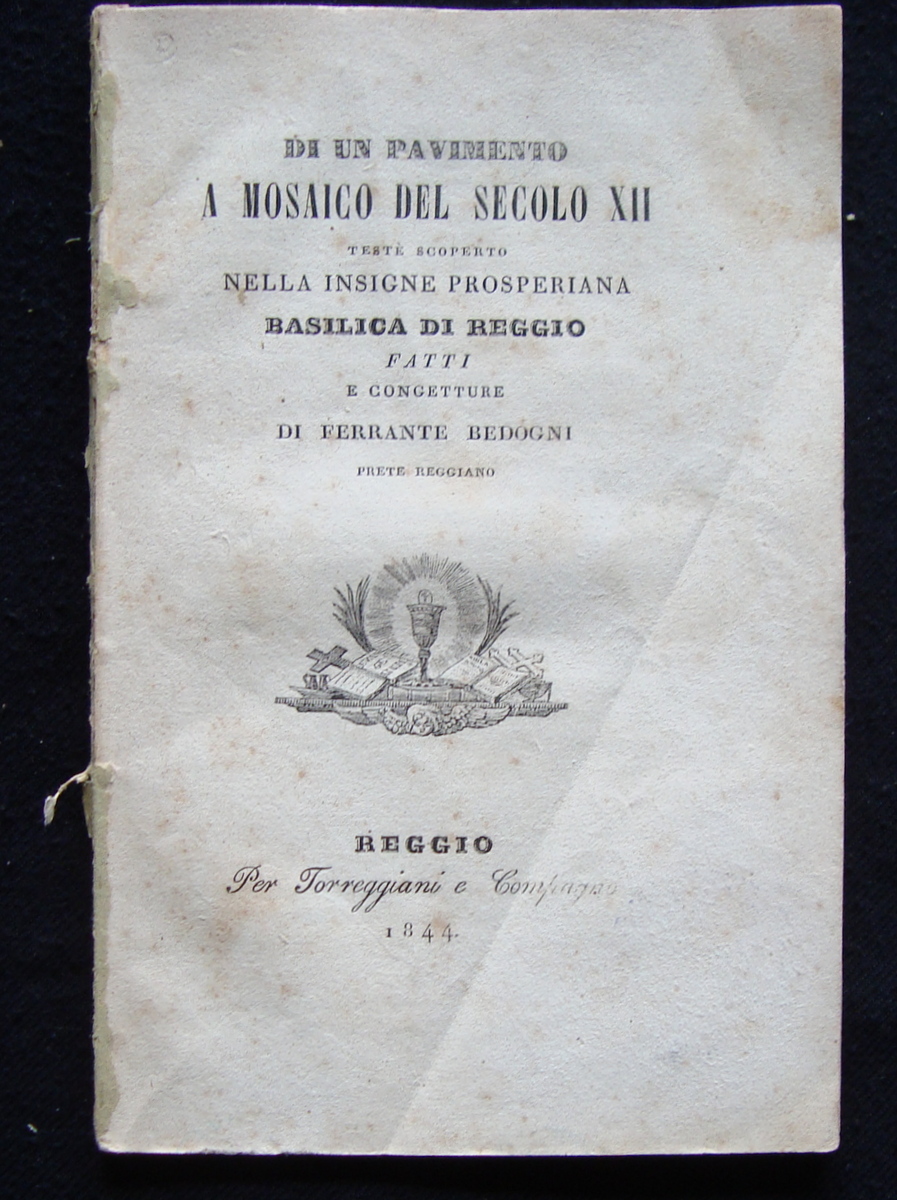 DI UN PAVIMENTO
A MOSAICO DEL SECOLO XII
TESTÈ SCOPERTO
NELLA INSIGNE PROSPERIANA
BASILICA DI REGGIO
FATTI
E CONGETTURE
DI FERRANTE BEDOGNI
PRETE REGGIANO
REGGIO
Per Torreggiani e Compagno
1844.